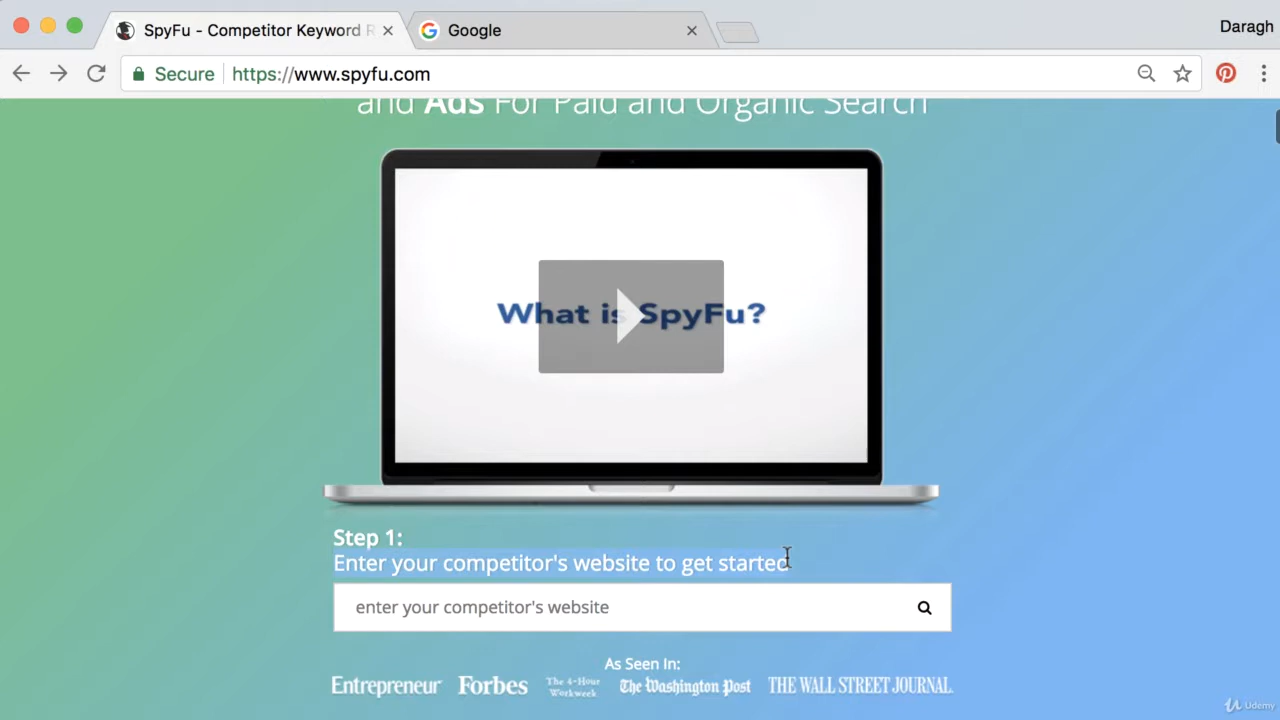 SpyFu - Competitor Keyword R
Google
Daragh
Secure
https://www.spyfu.com
and Ads For Paid and Organic Search
What is SpyFu?
Step 1:
Enter your competitor's website to get started
enter your competitor's website
As Seen In:
Entrepreneur
Forbes
The 4-Hour
Workweek
The Washington Post
THE WALL STREET JOURNAL.
Udemy